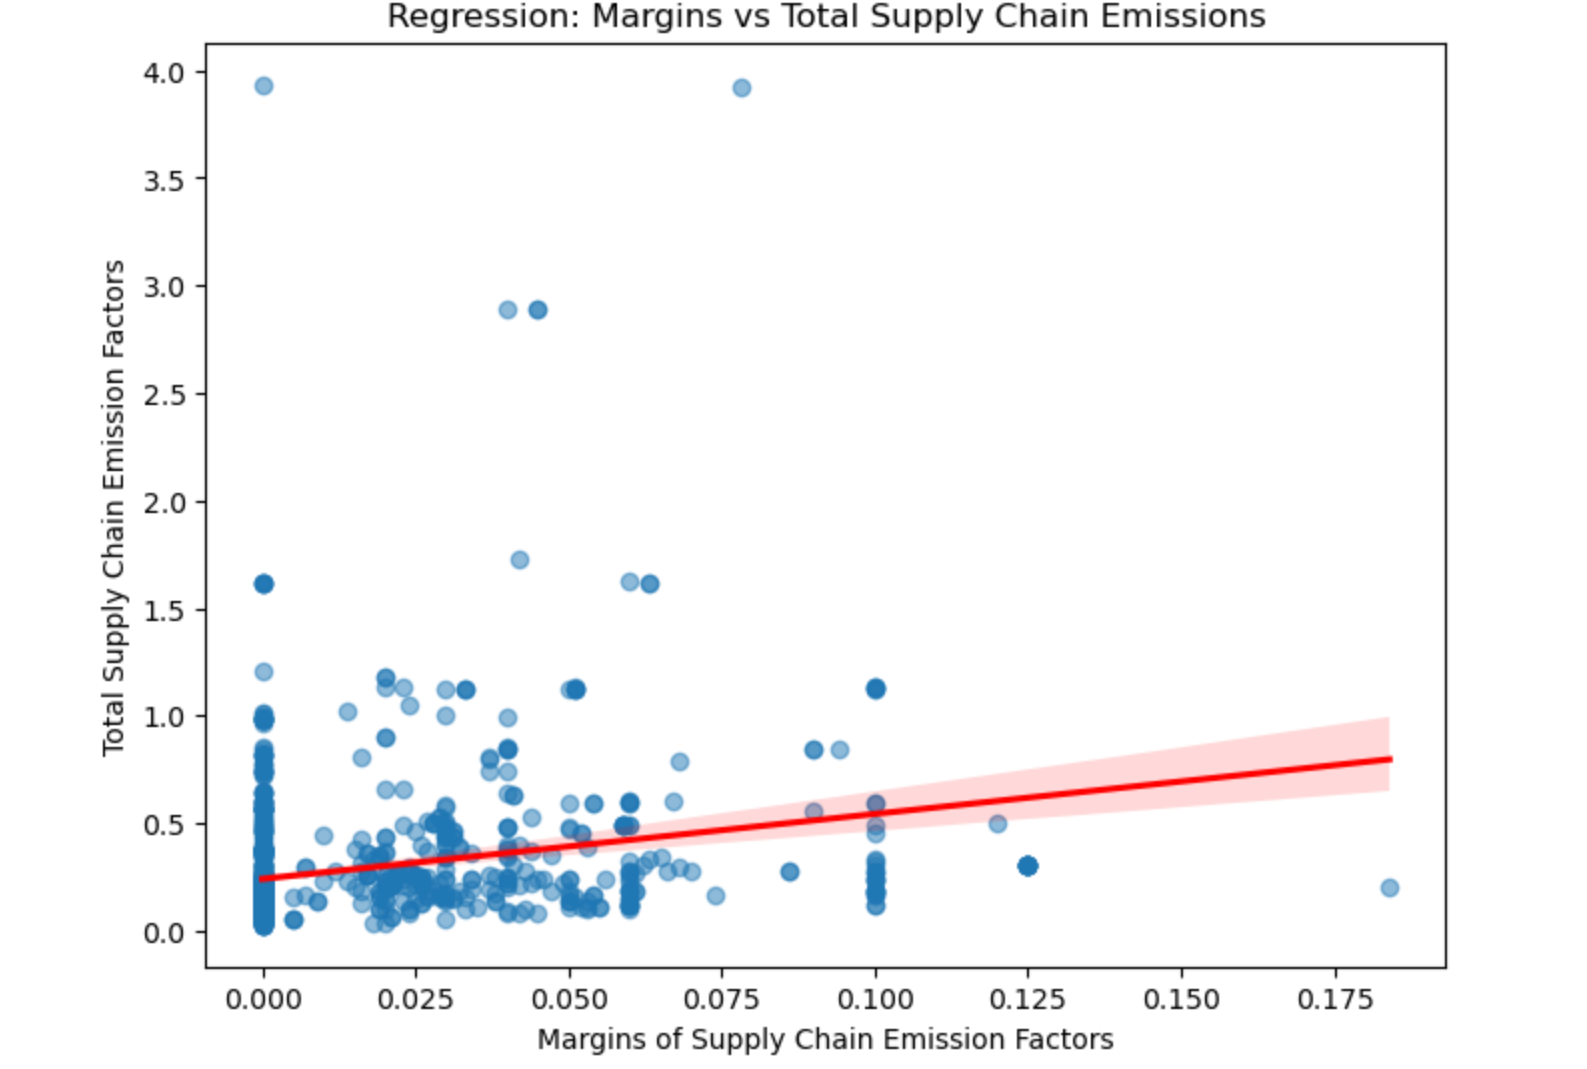 Regression: Margins vs Total Supply Chain Emissions
Total Supply Chain Emission Factors
4.0
3.5
3.0
2.5
2.0
1.5
1.0
0.5
0.0
0.000 0.025 0.050 0.075 0.100 0.125 0.150 0.175
Margins of Supply Chain Emission Factors